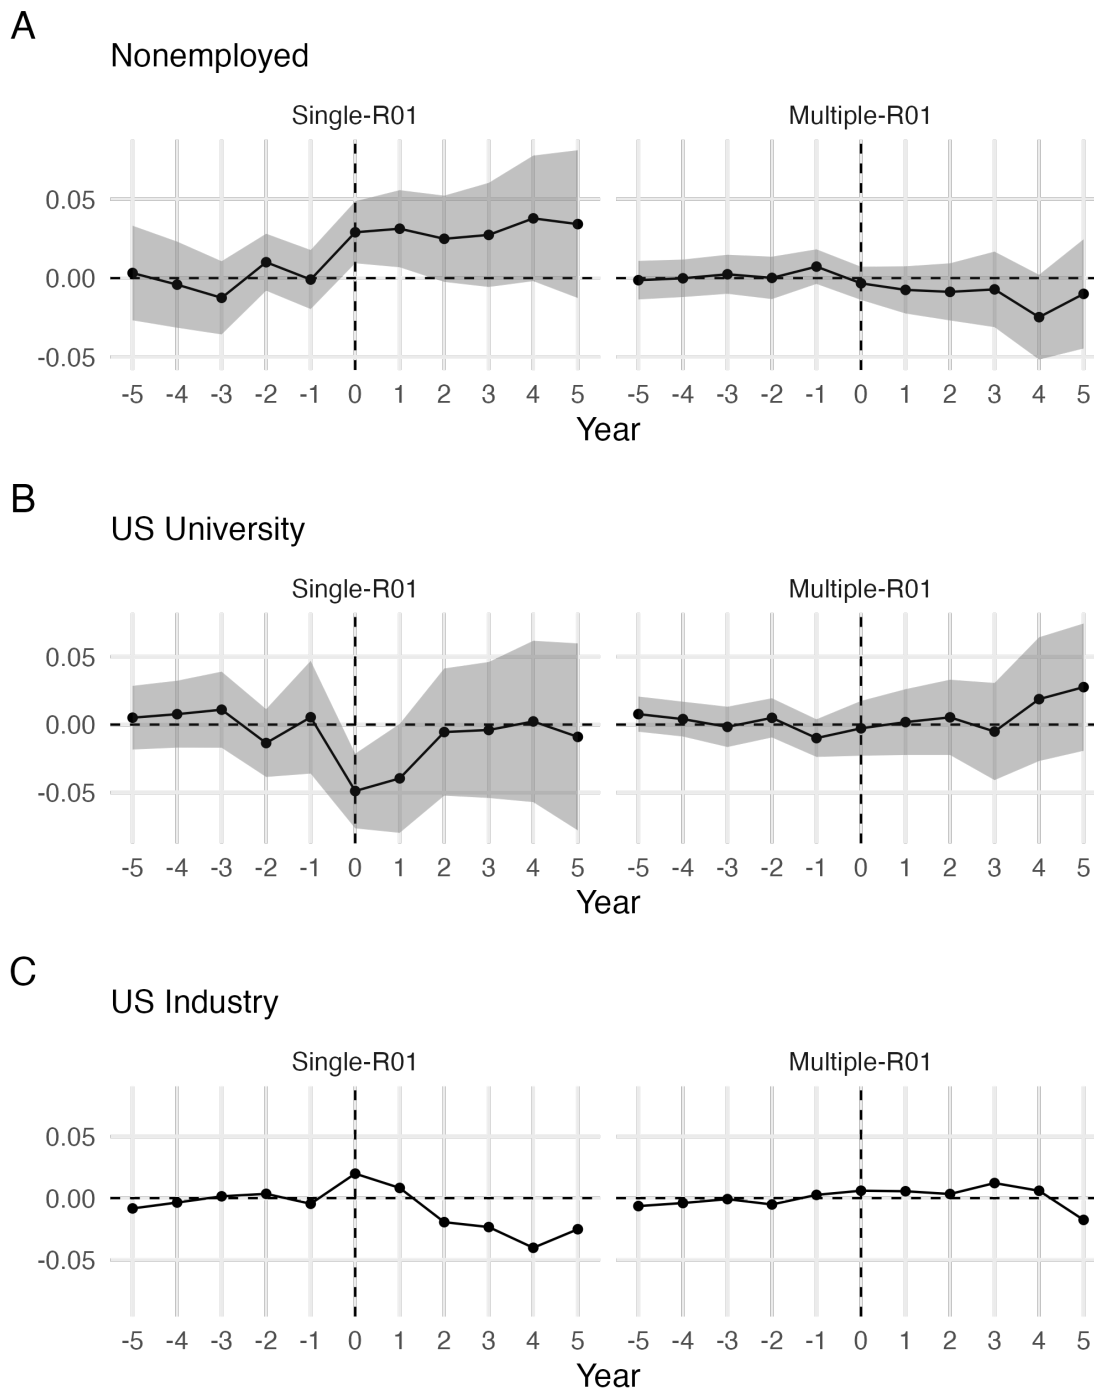 A
Nonemployed
Single-R01 Multiple-R01
0.05
0.00
-0.05
-5 -4 -3 -2 -1 0 1 2 3 4 5 -5 -4 -3 -2 -1 0 1 2 3 4 5
Year
B
US University
Single-R01 Multiple-R01
0.05
0.00
-0.05
-5 -4 -3 -2 -1 0 1 2 3 4 5 -5 -4 -3 -2 -1 0 1 2 3 4 5
Year
C
US Industry
Single-R01 Multiple-R01
0.05
0.00
-0.05
-5 -4 -3 -2 -1 0 1 2 3 4 5 -5 -4 -3 -2 -1 0 1 2 3 4 5
Year